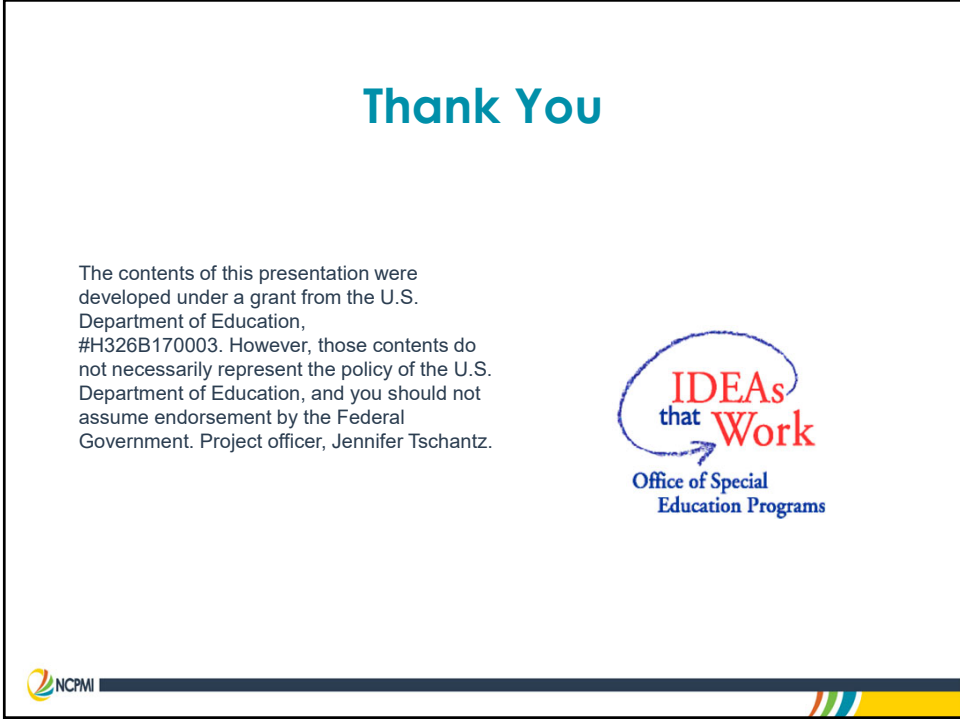 Thank You
The contents of this presentation were
developed under a grant from the U.S.
Department of Education,
#H326B170003. However, those contents do
not necessarily represent the policy of the U.S.
Department of Education, and you should not
assume endorsement by the Federal
Government. Project officer, Jennifer Tschantz.
IDEAs
that Work
Office of Special
Education Programs
NCPMI